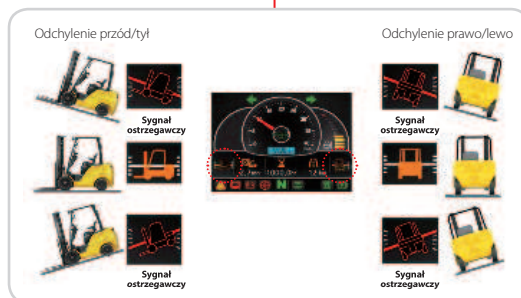 Odchylenie przód/tył
Odchylenie prawo/lewo
Sygnał
ostrzegawczy
Sygnał
ostrzegawczy
N
Sygnał
ostrzegawczy
Sygnał
ostrzegawczy